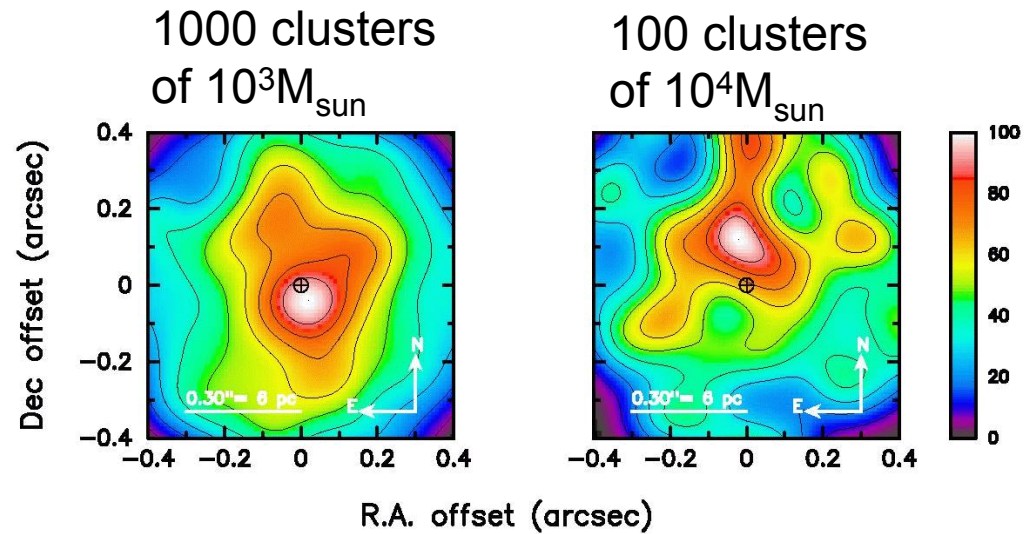 1000 clusters
of 10³M_sun
100 clusters
of 10⁴M_sun
Dec offset (arcsec)
0.4
0.2
0
−0.2
−0.4
N
E
0.30"= 6 pc
−0.4 −0.2 0 0.2 0.4
N
E
0.30"= 6 pc
−0.4 −0.2 0 0.2 0.4
100
80
60
40
20
0
R.A. offset (arcsec)